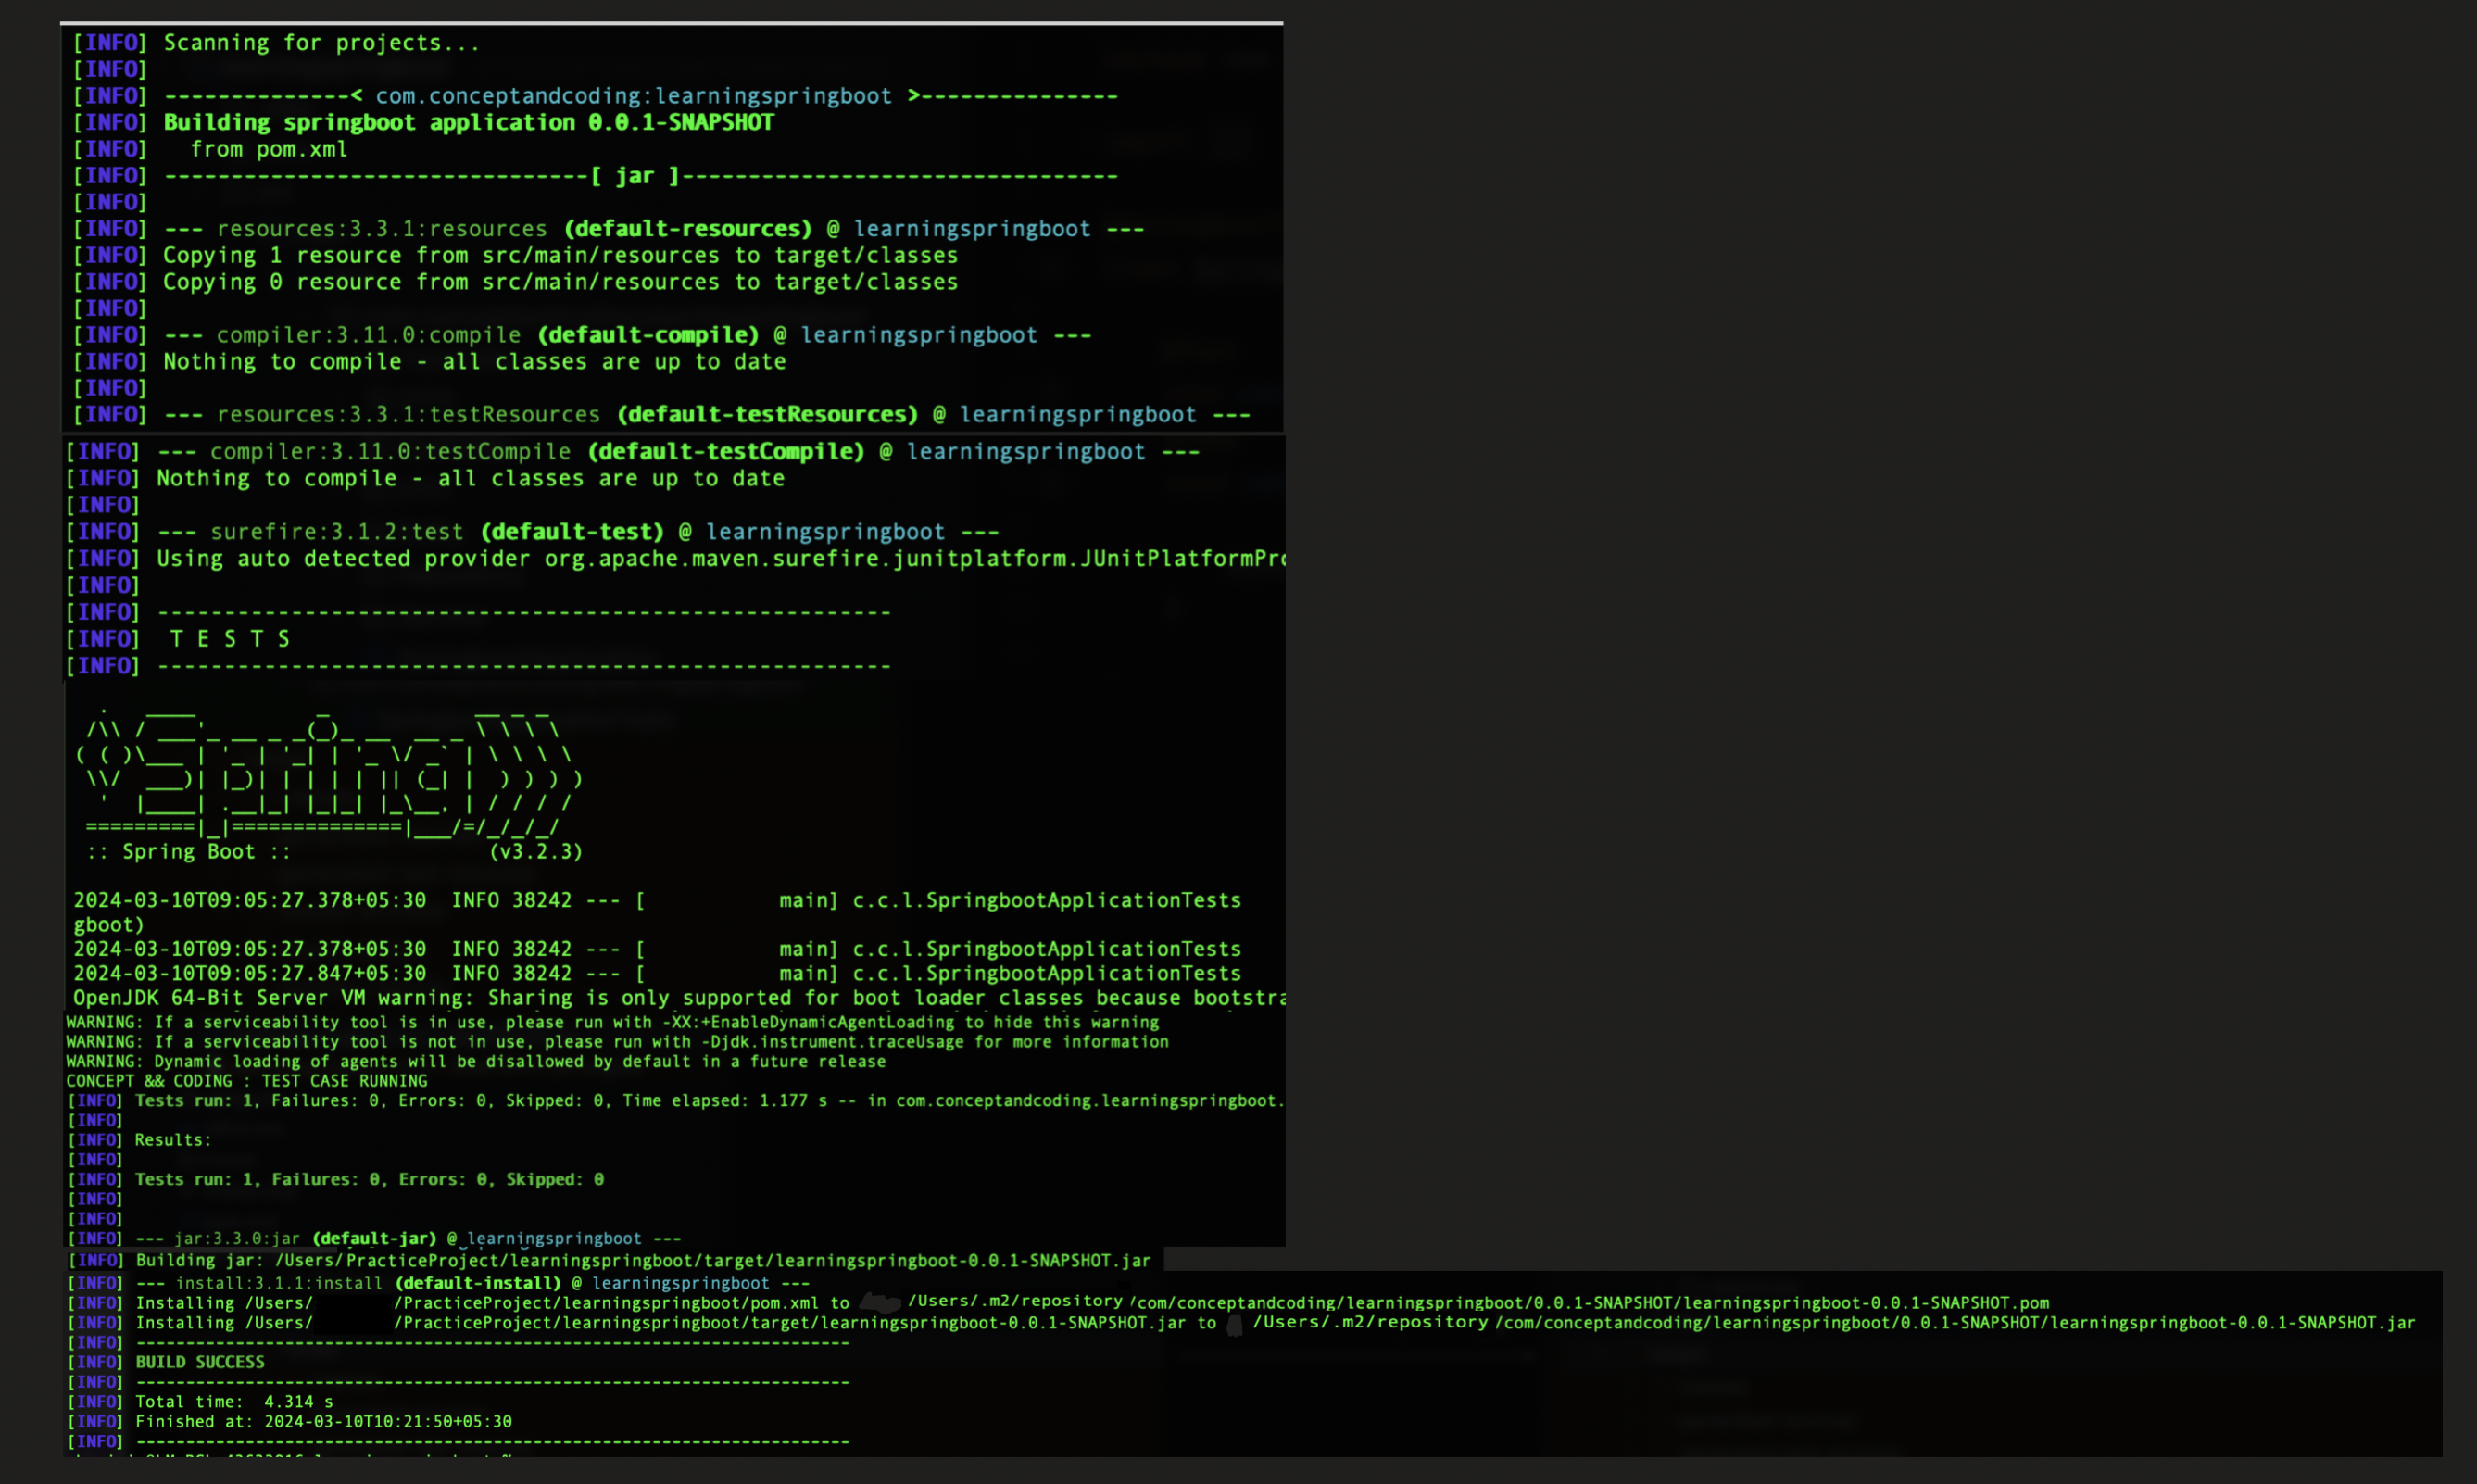 [INFO] Scanning for projects...
[INFO]
[INFO] --------------< com.conceptandcoding:learningspringboot >---------------
[INFO] Building springboot application 0.0.1-SNAPSHOT
[INFO]   from pom.xml
[INFO] --------------------------------[ jar ]---------------------------------
[INFO]
[INFO] --- resources:3.3.1:resources (default-resources) @ learningspringboot ---
[INFO] Copying 1 resource from src/main/resources to target/classes
[INFO] Copying 0 resource from src/main/resources to target/classes
[INFO]
[INFO] --- compiler:3.11.0:compile (default-compile) @ learningspringboot ---
[INFO] Nothing to compile - all classes are up to date
[INFO]
[INFO] --- resources:3.3.1:testResources (default-testResources) @ learningspringboot ---
[INFO] --- compiler:3.11.0:testCompile (default-testCompile) @ learningspringboot ---
[INFO] Nothing to compile - all classes are up to date
[INFO]
[INFO] --- surefire:3.1.2:test (default-test) @ learningspringboot ---
[INFO] Using auto detected provider org.apache.maven.surefire.junitplatform.JUnitPlatformPro
[INFO]
[INFO] -------------------------------------------------------
[INFO]  T E S T S
[INFO] -------------------------------------------------------
Spring
:: Spring Boot ::                (v3.2.3)
2024-03-10T09:05:27.378+05:30  INFO 38242 --- [           main] c.c.l.SpringbootApplicationTests
gboot)
2024-03-10T09:05:27.378+05:30  INFO 38242 --- [           main] c.c.l.SpringbootApplicationTests
2024-03-10T09:05:27.847+05:30  INFO 38242 --- [           main] c.c.l.SpringbootApplicationTests
OpenJDK 64-Bit Server VM warning: Sharing is only supported for boot loader classes because bootstra
WARNING: If a serviceability tool is in use, please run with -XX:+EnableDynamicAgentLoading to hide this warning
WARNING: If a serviceability tool is not in use, please run with -Djdk.instrument.traceUsage for more information
WARNING: Dynamic loading of agents will be disallowed by default in a future release
CONCEPT && CODING : TEST CASE RUNNING
[INFO] Tests run: 1, Failures: 0, Errors: 0, Skipped: 0, Time elapsed: 1.177 s -- in com.conceptandcoding.learningspringboot.
[INFO]
[INFO] Results:
[INFO]
[INFO] Tests run: 1, Failures: 0, Errors: 0, Skipped: 0
[INFO]
[INFO]
[INFO] --- jar:3.3.0:jar (default-jar) @ learningspringboot ---
[INFO] Building jar: /Users/PracticeProject/learningspringboot/target/learningspringboot-0.0.1-SNAPSHOT.jar
[INFO] --- install:3.1.1:install (default-install) @ learningspringboot ---
[INFO] Installing /Users/ /PracticeProject/learningspringboot/pom.xml to /Users/.m2/repository/com/conceptandcoding/learningspringboot/0.0.1-SNAPSHOT/learningspringboot-0.0.1-SNAPSHOT.pom
[INFO] Installing /Users/ /PracticeProject/learningspringboot/target/learningspringboot-0.0.1-SNAPSHOT.jar to /Users/.m2/repository/com/conceptandcoding/learningspringboot/0.0.1-SNAPSHOT/learningspringboot-0.0.1-SNAPSHOT.jar
[INFO] ------------------------------------------------------------------------
[INFO] BUILD SUCCESS
[INFO] ------------------------------------------------------------------------
[INFO] Total time:  4.314 s
[INFO] Finished at: 2024-03-10T10:21:50+05:30
[INFO] ------------------------------------------------------------------------